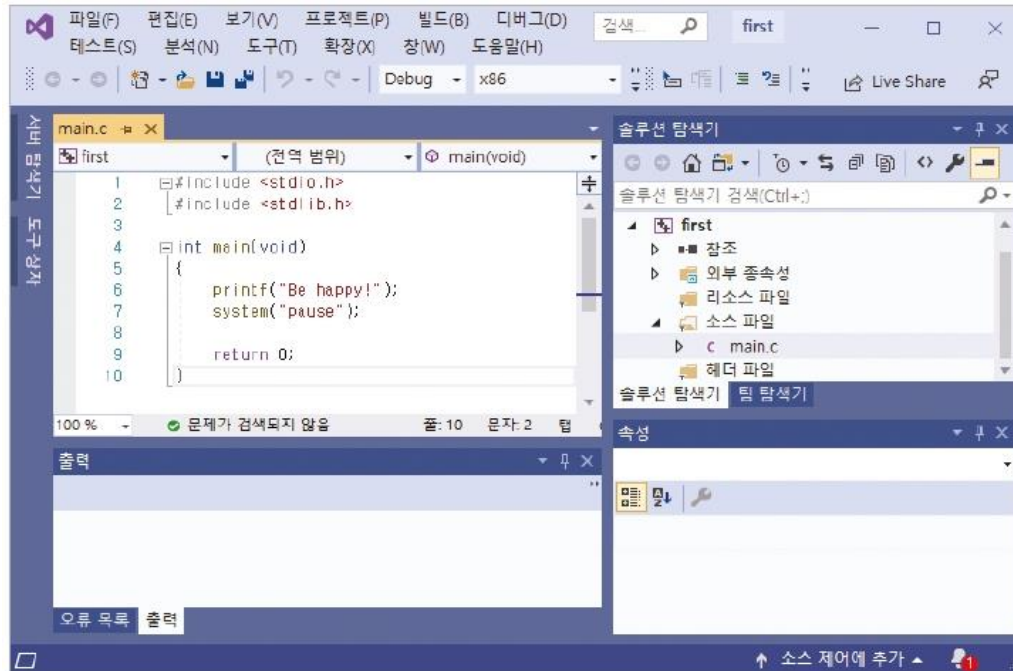 파일(F) 편집(E) 보기(V) 프로젝트(P) 빌드(B) 디버그(D) 검색... first
테스트(S) 분석(N) 도구(T) 확장(X) 창(W) 도움말(H)
Debug x86 Live Share
서버 탐색기
도구 상자
main.c
first (전역 범위) main(void)
1 #include <stdio.h>
2 #include <stdlib.h>
3
4 int main(void)
5 {
6 printf("Be happy!");
7 system("pause");
8
9 return 0;
10 }
100 % 문제가 검색되지 않음 줄: 10 문자: 2 탭
솔루션 탐색기
솔루션 탐색기 검색(Ctrl+;)
first
참조
외부 종속성
리소스 파일
소스 파일
c main.c
헤더 파일
솔루션 탐색기 팀 탐색기
출력
오류 목록 출력
속성
소스 제어에 추가 1